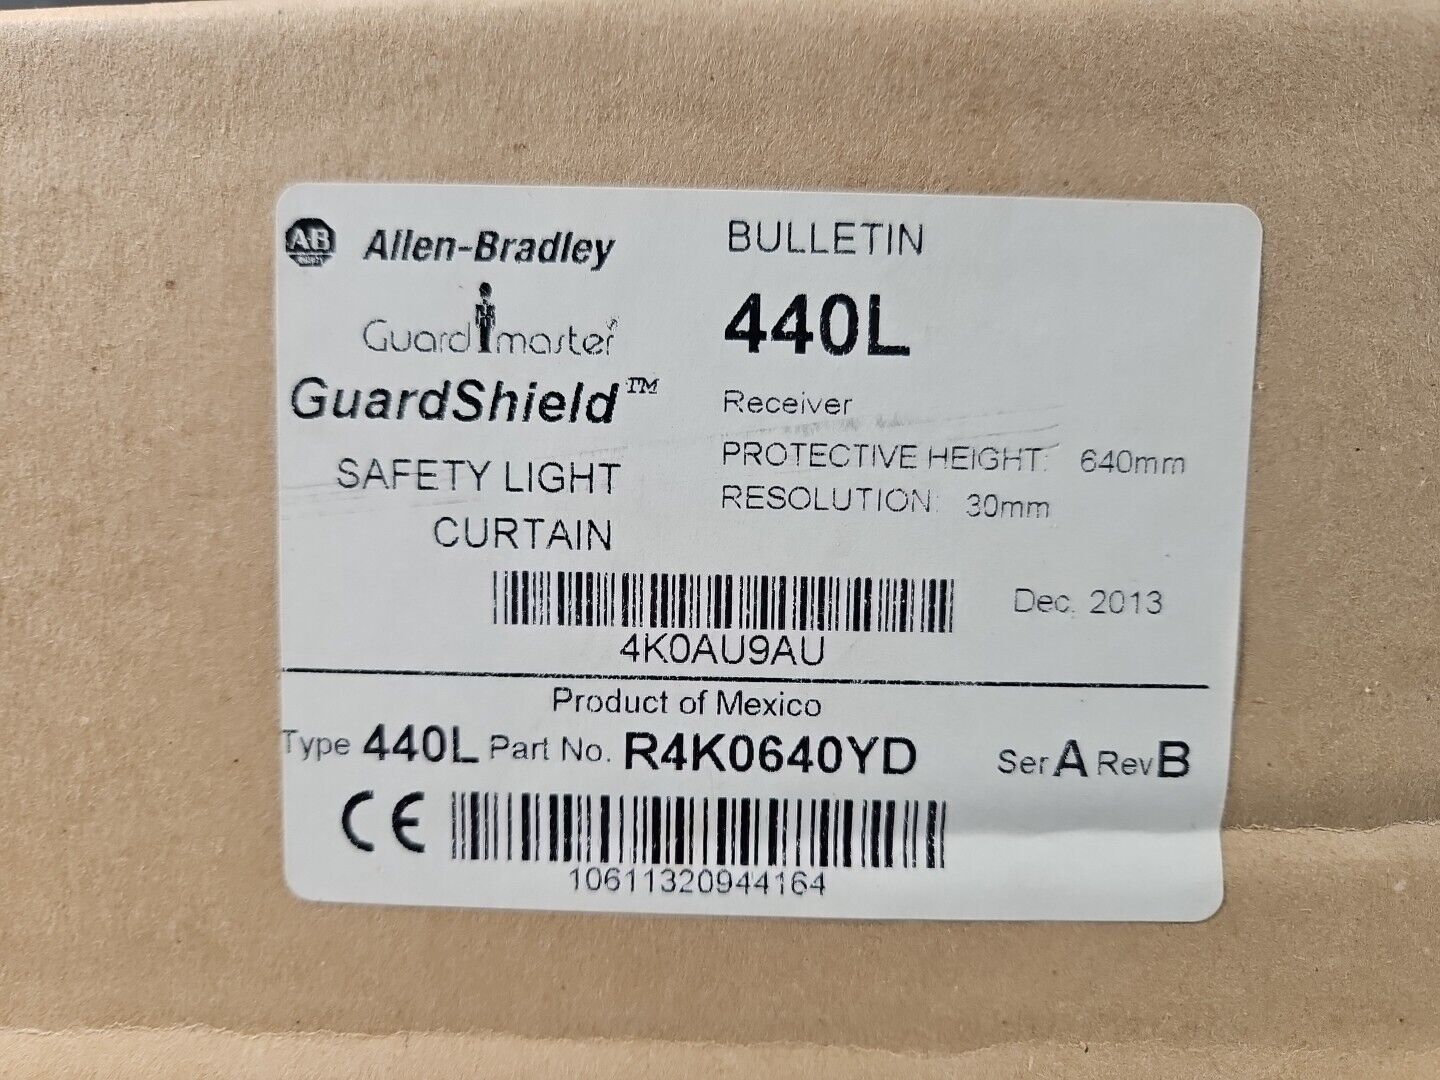 AB Allen-Bradley
Guardmaster
GuardShield™
SAFETY LIGHT
CURTAIN
BULLETIN
440L
Receiver
PROTECTIVE HEIGHT: 640mm
RESOLUTION: 30mm
Dec. 2013
4K0AU9AU
Product of Mexico
Type 440L Part No. R4K0640YD Ser A Rev B
CE
10611320944164